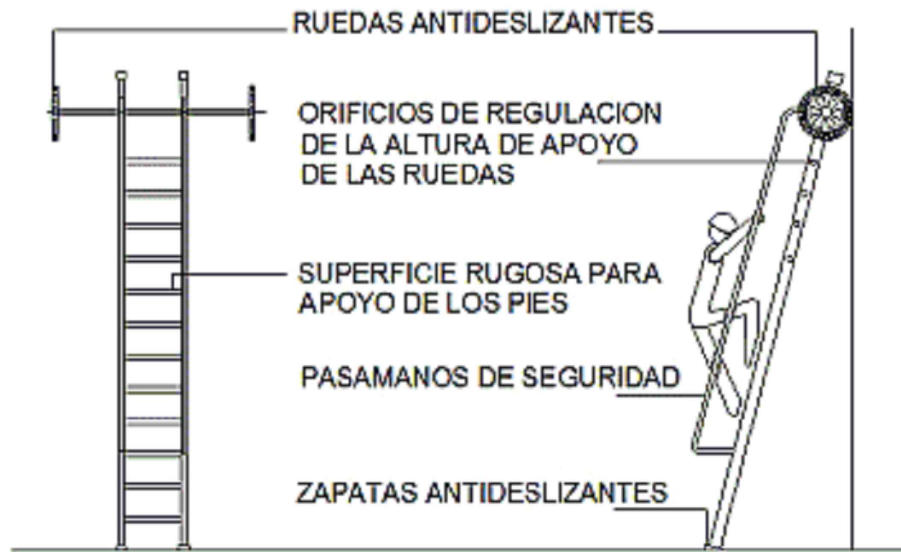 RUEDAS ANTIDESLIZANTES
ORIFICIOS DE REGULACION
DE LA ALTURA DE APOYO
DE LAS RUEDAS
SUPERFICIE RUGOSA PARA
APOYO DE LOS PIES
PASAMANOS DE SEGURIDAD
ZAPATAS ANTIDESLIZANTES